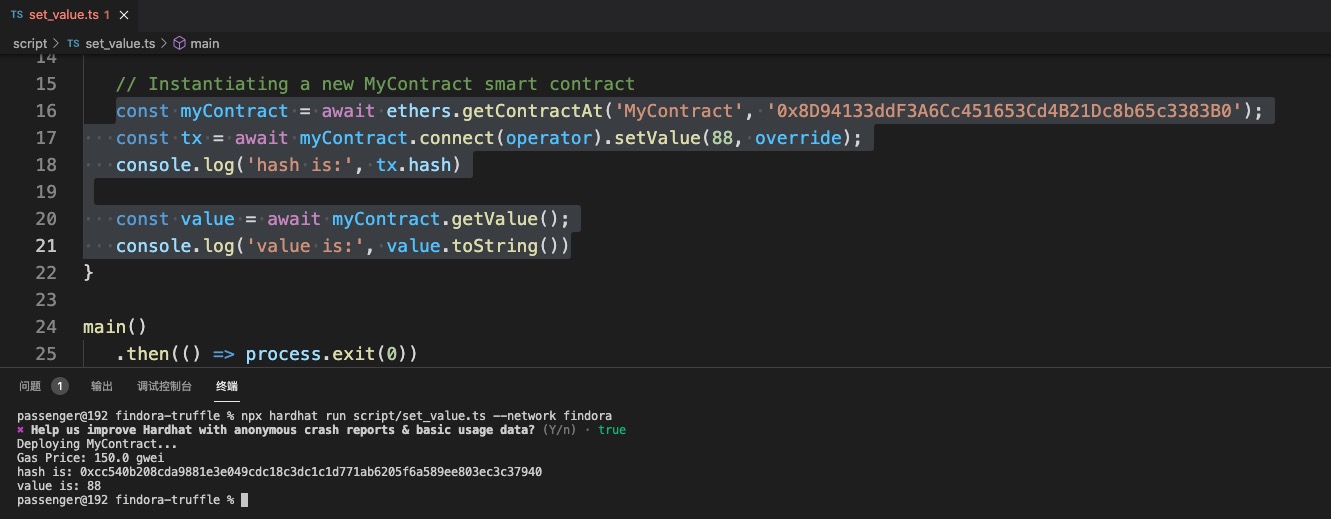 TS set_value.ts 1 ×
script > TS set_value.ts > main
14
15 // Instantiating a new MyContract smart contract
16 const myContract = await ethers.getContractAt('MyContract', '0x8D94133ddF3A6Cc451653Cd4B21Dc8b65c3383B0');
17 const tx = await myContract.connect(operator).setValue(88, override);
18 console.log('hash is:', tx.hash)
19
20 const value = await myContract.getValue();
21 console.log('value is:', value.toString())
22 }
23
24 main()
25 .then(() => process.exit(0))
问题 1 输出 调试控制台 终端
passenger@192 findora-truffle % npx hardhat run script/set_value.ts --network findora
✖ Help us improve Hardhat with anonymous crash reports & basic usage data? (Y/n) · true
Deploying MyContract...
Gas Price: 150.0 gwei
hash is: 0xcc540b208cda9881e3e049cdc18c3dc1c1d771ab6205f6a589ee803ec3c37940
value is: 88
passenger@192 findora-truffle %